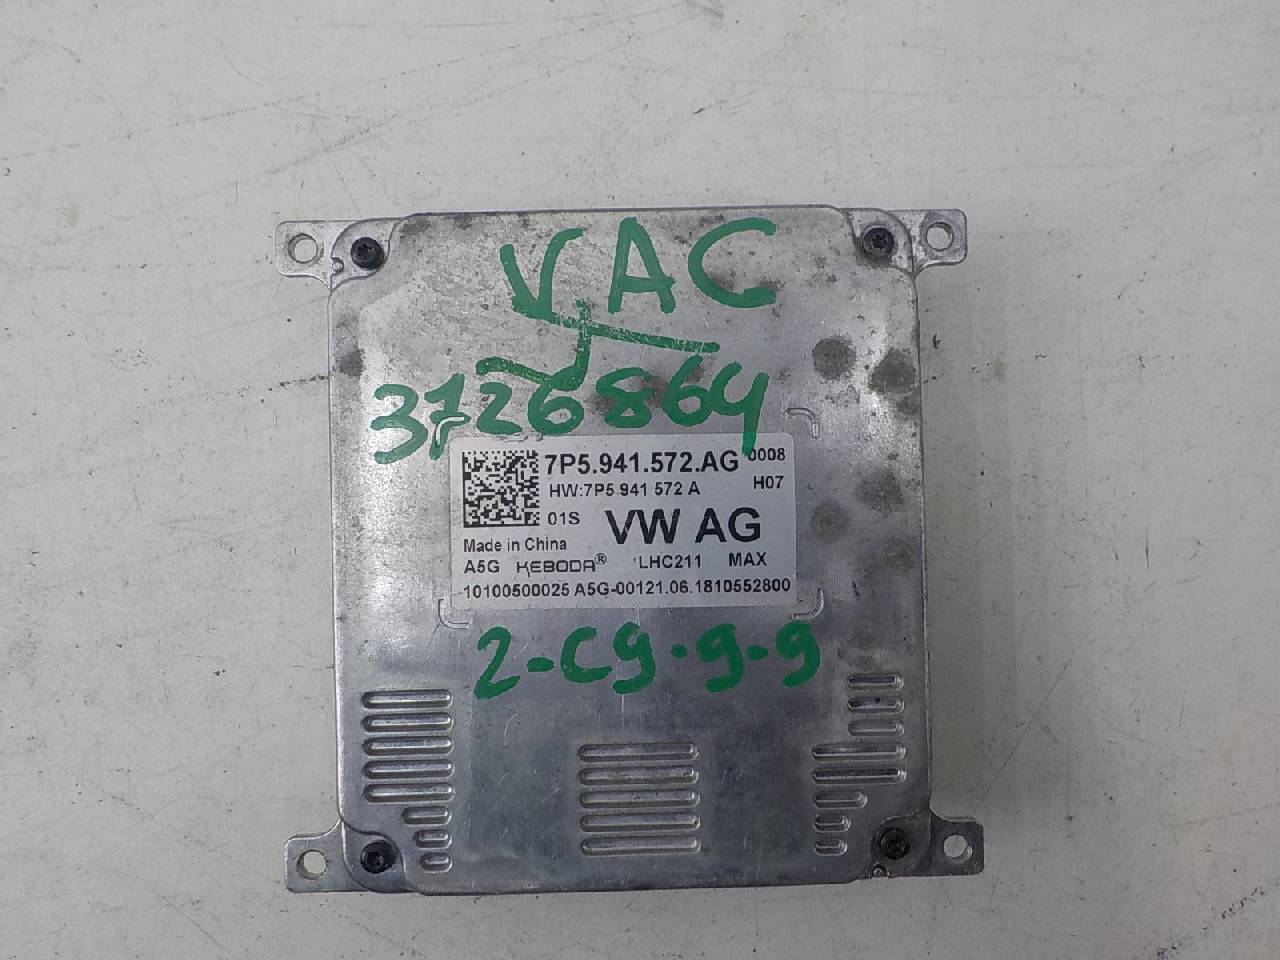 VAC
3726864
7P5.941.572.AG 0008
HW:7P5 941 572 A H07
01S VW AG
Made in China
A5G KEBODA® LHC211 MAX
10100500025 A5G-00121.06.1810552800
2-C9-9-9